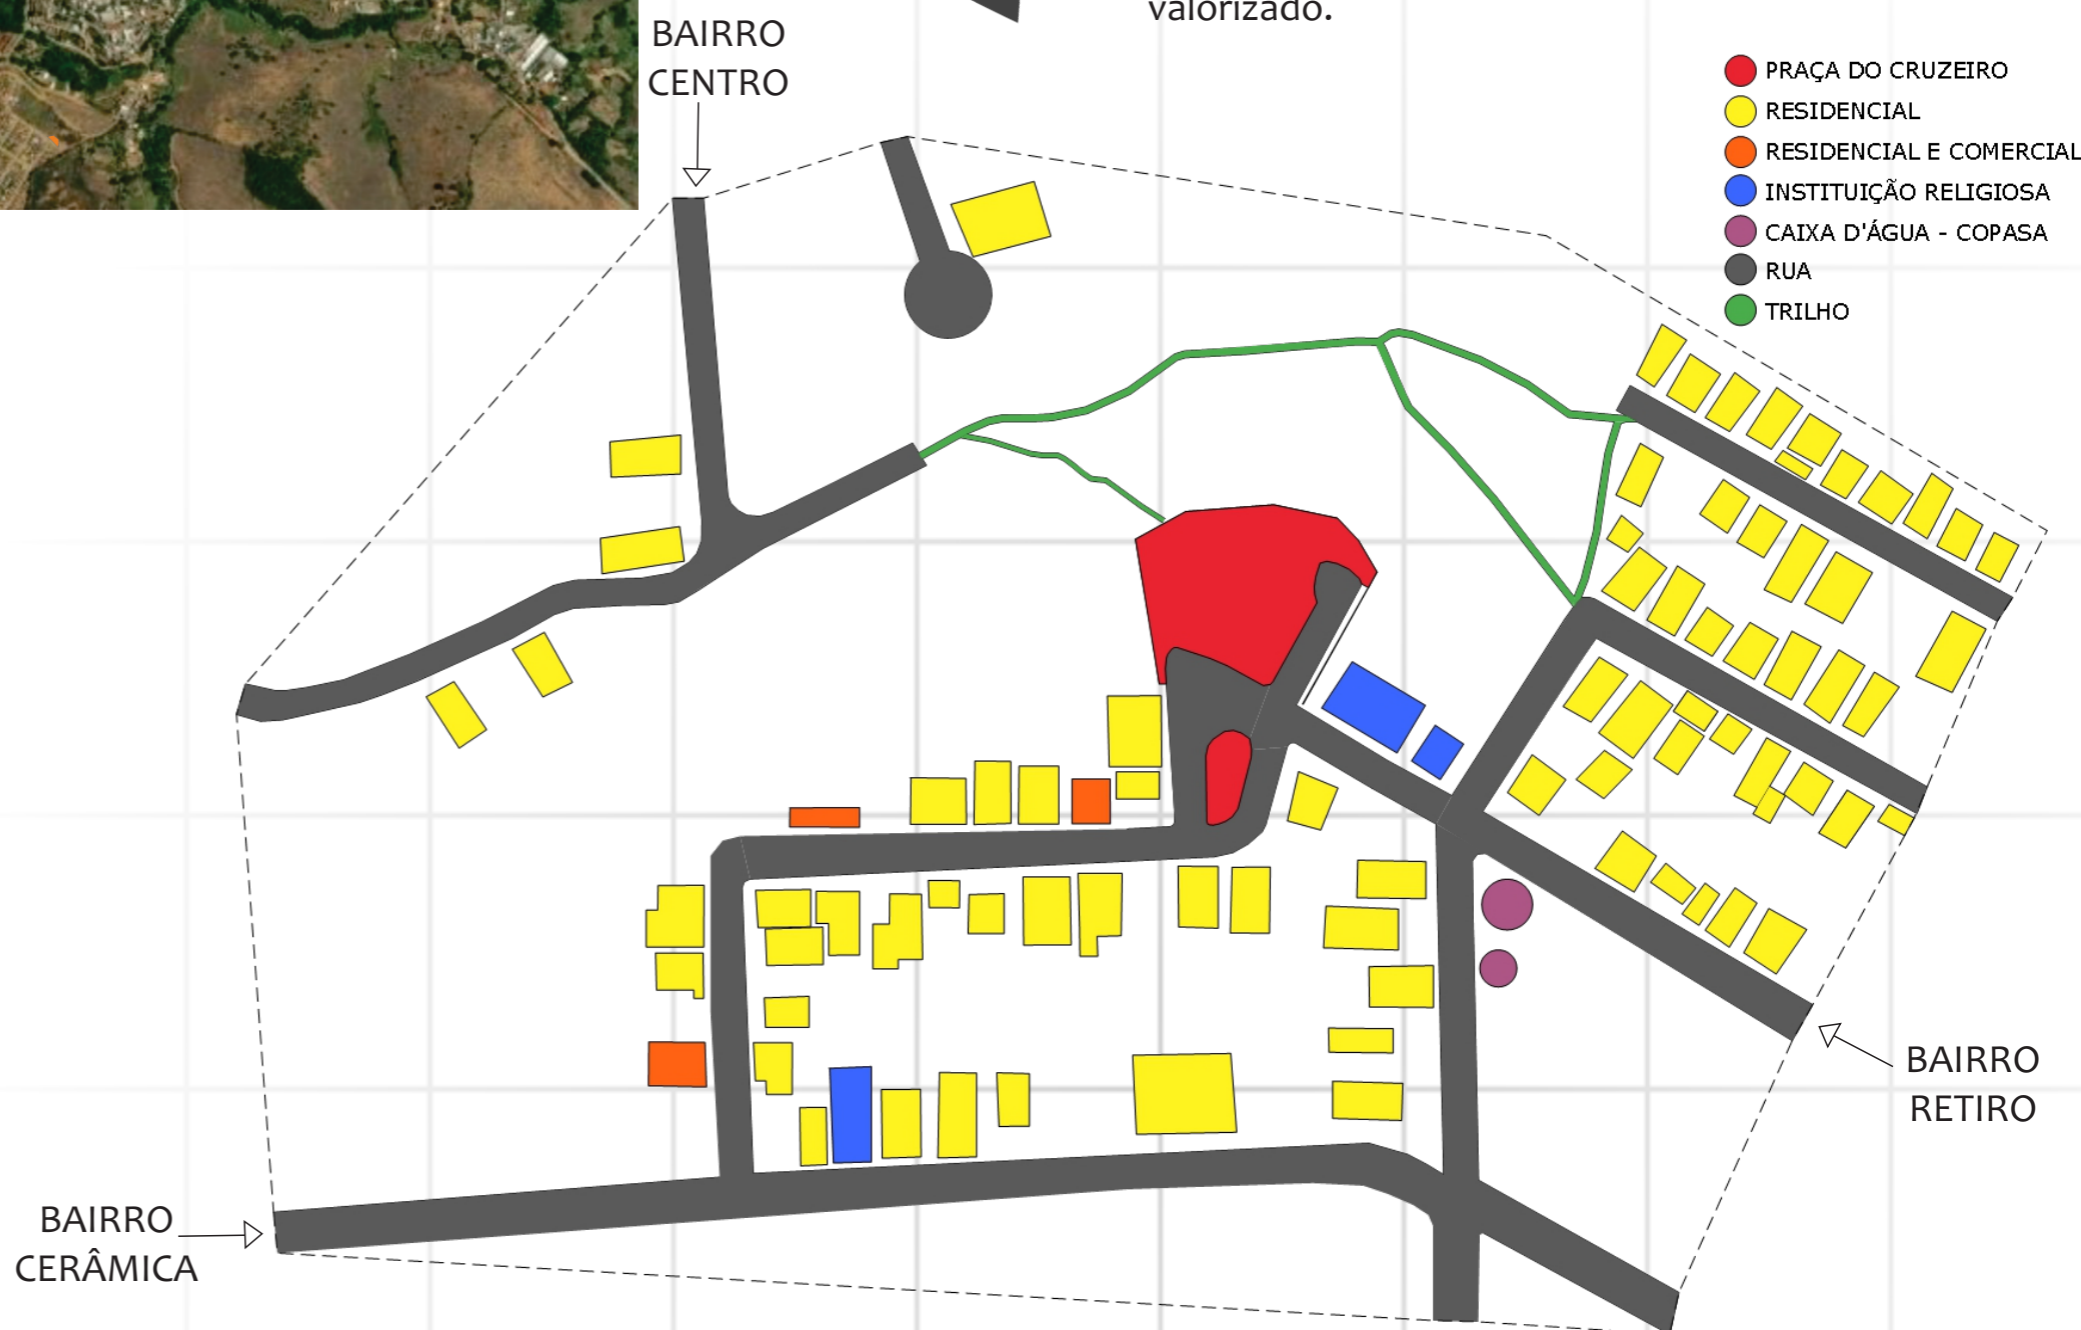 valorizado.
BAIRRO
CENTRO
PRAÇA DO CRUZEIRO
RESIDENCIAL
RESIDENCIAL E COMERCIAL
INSTITUIÇÃO RELIGIOSA
CAIXA D'ÁGUA - COPASA
RUA
TRILHO
BAIRRO
RETIRO
BAIRRO
CERÂMICA